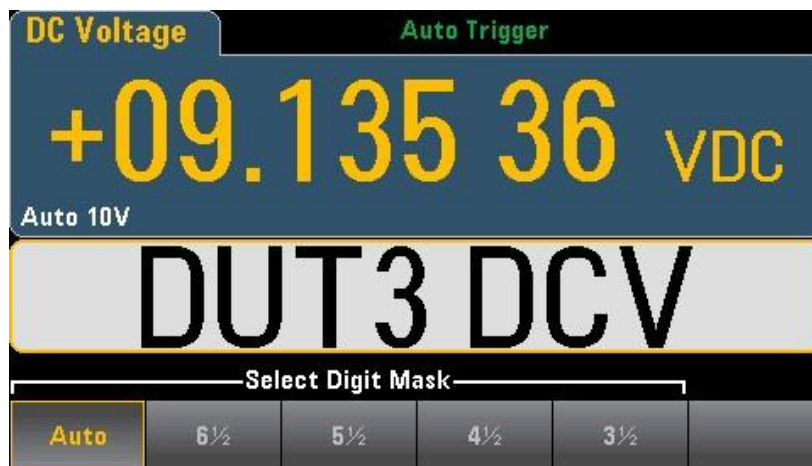 DC Voltage Auto Trigger
+09.135 36 VDC
Auto 10V
DUT3 DCV
Select Digit Mask
Auto 6½ 5½ 4½ 3½